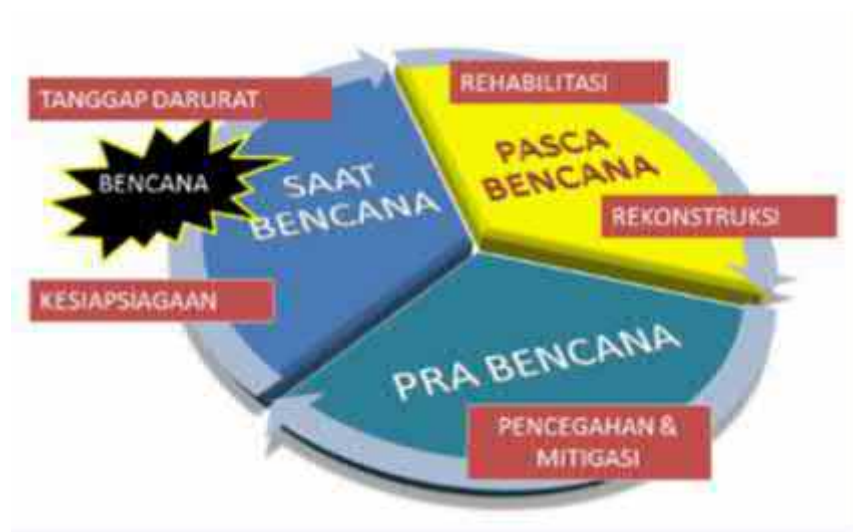 TANGGAP DARURAT
BENCANA
SAAT
BENCANA
KESIAPSIAGAAN
REHABILITASI
PASCA
BENCANA
REKONSTRUKSI
PRA BENCANA
PENCEGAHAN &
MITIGASI